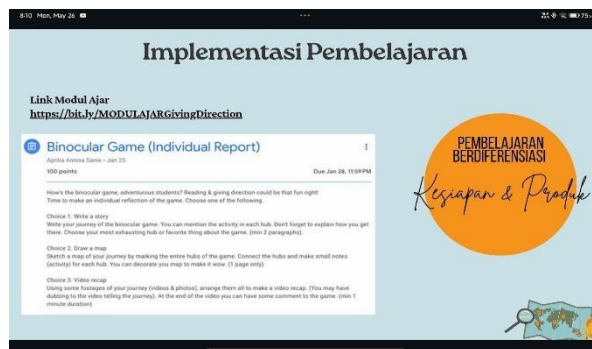 8:10 Mon, May 26
Implementasi Pembelajaran
Link Modul Ajar
https://bit.ly/MODULAJARGivingDirection
Binocular Game (Individual Report)
Aprilia Annisa
- Jan 25
100 points
Due Jan 28, 11:59 PM
How's the binocular game, adventurous students? Reading & giving direction could be that fun right!
Time to make an individual reflection of the game. Choose one of the following.
Choice 1. Write a story
Write your journey of the binocular game. You can mention the activity in each hub. Don't forget to explain how you get
there. Choose your most exhausting hub or favorite thing about the game. (min 2 paragraphs).
Choice 2. Draw a map
Sketch a map of your journey by marking the entire hubs of the game. Connect the hubs and make small notes
(activity) for each hub. You can decorate you map to make it wow. (1 page only)
Choice 3. Video recap
Using some footages of your journey (videos & photos), arrange them all to make a video recap. (You may have
dubbing to the video telling the journey). At the end of the video you can have some comment to the game. (min 1
minute duration)
PEMBELAJARAN
BERDIFERENSIASI
Kesiapan & Produk